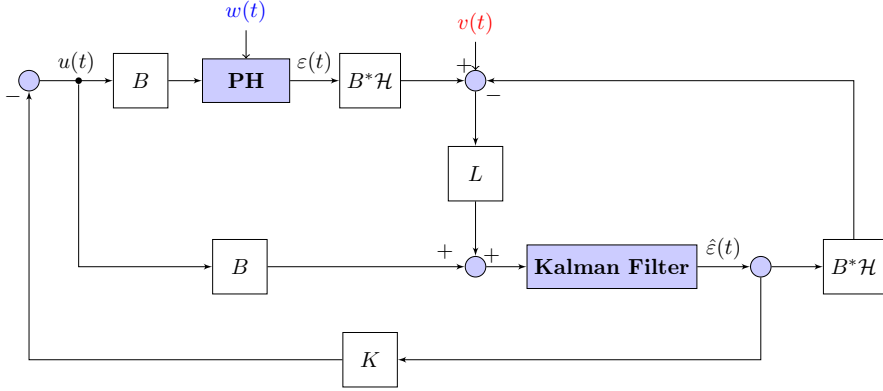 w(t)
v(t)
u(t)
B
PH
ε(t)
B*ℋ
+
−
−
L
B
+
+
Kalman Filter
ε̂(t)
B*ℋ
K